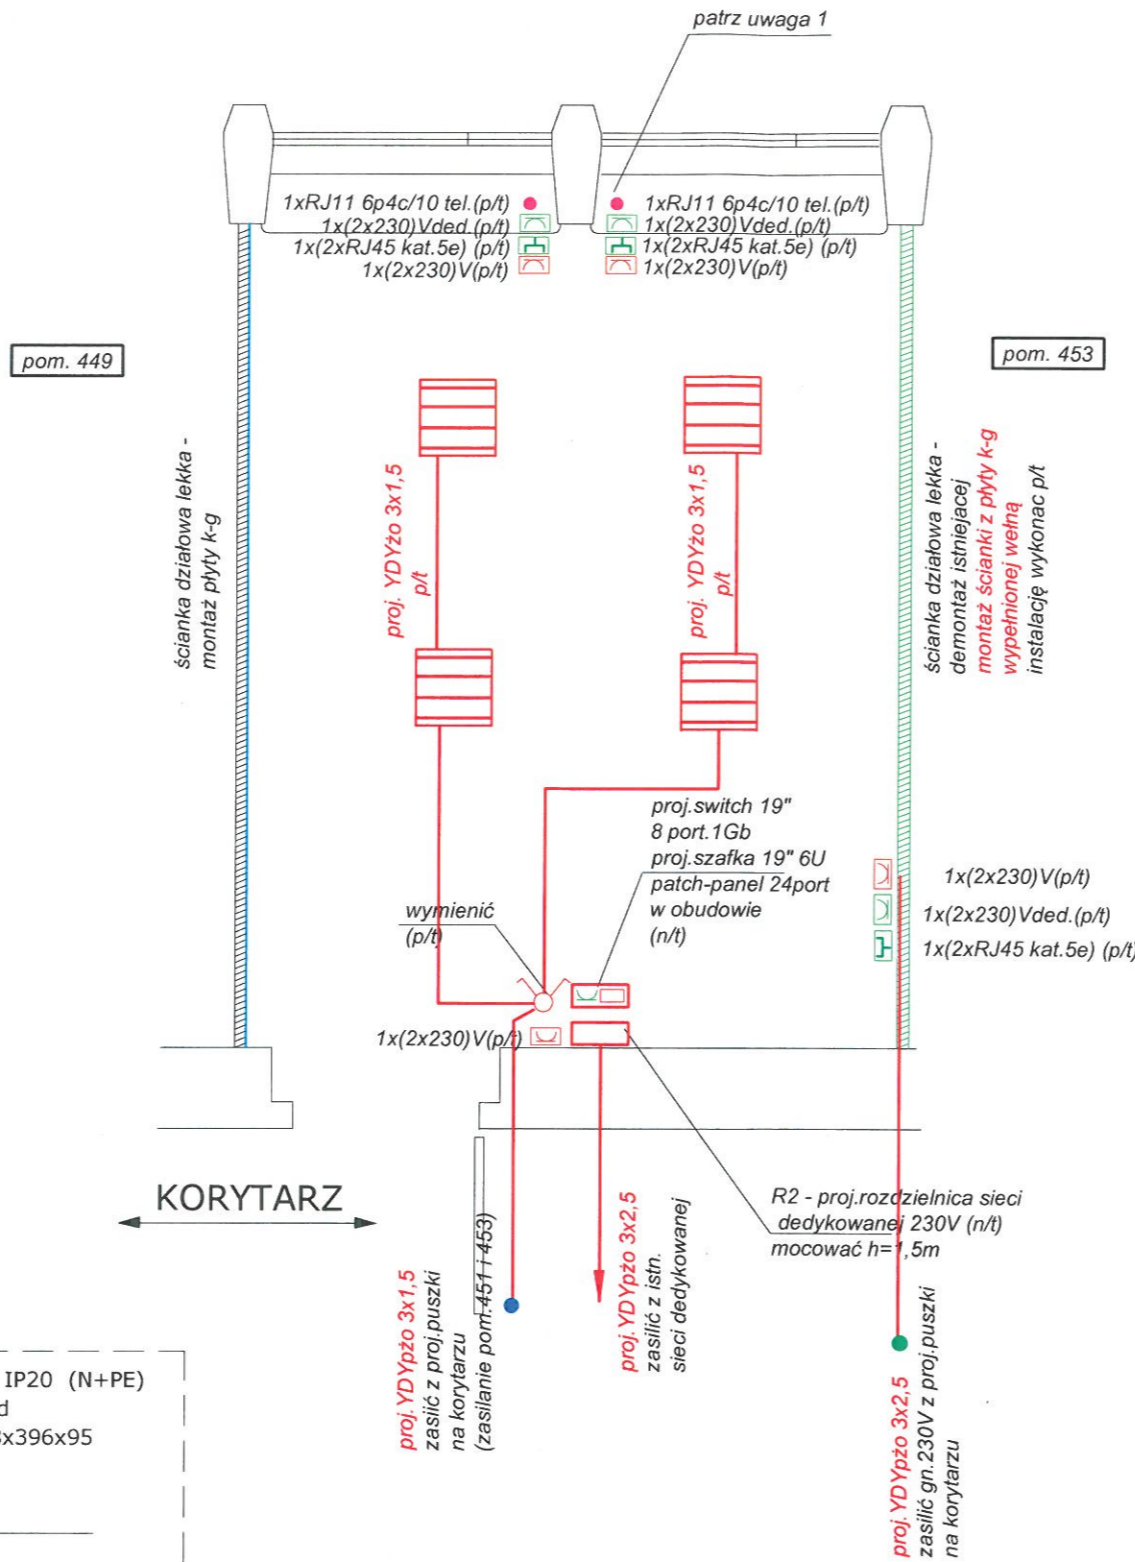 patrz uwaga 1
1xRJ11 6p4c/10 tel.(p/t)
1x(2x230)Vded.(p/t)
1x(2xRJ45 kat.5e) (p/t)
1x(2x230)V(p/t)
1xRJ11 6p4c/10 tel.(p/t)
1x(2x230)Vded.(p/t)
1x(2xRJ45 kat.5e) (p/t)
1x(2x230)V(p/t)
pom. 449
pom. 453
ścianka działowa lekka -
montaż płyty k-g
proj. YDYżo 3x1,5
p/t
proj. YDYżo 3x1,5
p/t
ścianka działowa lekka -
demontaż istniejacej
montaż ścianki z płyty k-g
wypełnionej wełną
instalację wykonac p/t
proj.switch 19"
8 port.1Gb
proj.szafka 19" 6U
patch-panel 24port
w obudowie
(n/t)
wymienić
(p/t)
1x(2x230)V(p/t)
1x(2x230)Vded.(p/t)
1x(2xRJ45 kat.5e) (p/t)
1x(2x230)V(p/t)
KORYTARZ
R2 - proj.rozdzielnica sieci
dedykowanej 230V (n/t)
mocować h=1,5m
proj.YDYpżo 3x1,5
zasilić z proj.puszki
na korytarzu
(zasilanie pom.451 i 453)
proj.YDYpżo 3x2,5
zasilić z istn.
sieci dedykowanej
proj.YDYpżo 3x2,5
zasilić gn.230V z proj.puszki
na korytarzu
IP20 (N+PE)
x396x95